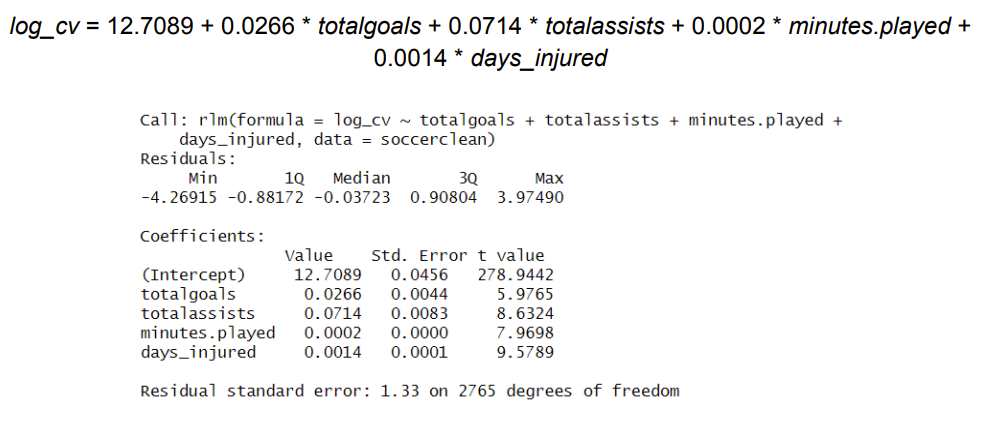 log_cv = 12.7089 + 0.0266 * totalgoals + 0.0714 * totalassists + 0.0002 * minutes.played +
0.0014 * days_injured
Call: rlm(formula = log_cv ~ totalgoals + totalassists + minutes.played +
    days_injured, data = soccerclean)
Residuals:
     Min       1Q   Median       3Q      Max
-4.26915 -0.88172 -0.03723  0.90804  3.97490
Coefficients:
               Value    Std. Error t value
(Intercept)     12.7089   0.0456   278.9442
totalgoals       0.0266   0.0044     5.9765
totalassists     0.0714   0.0083     8.6324
minutes.played   0.0002   0.0000     7.9698
days_injured     0.0014   0.0001     9.5789
Residual standard error: 1.33 on 2765 degrees of freedom